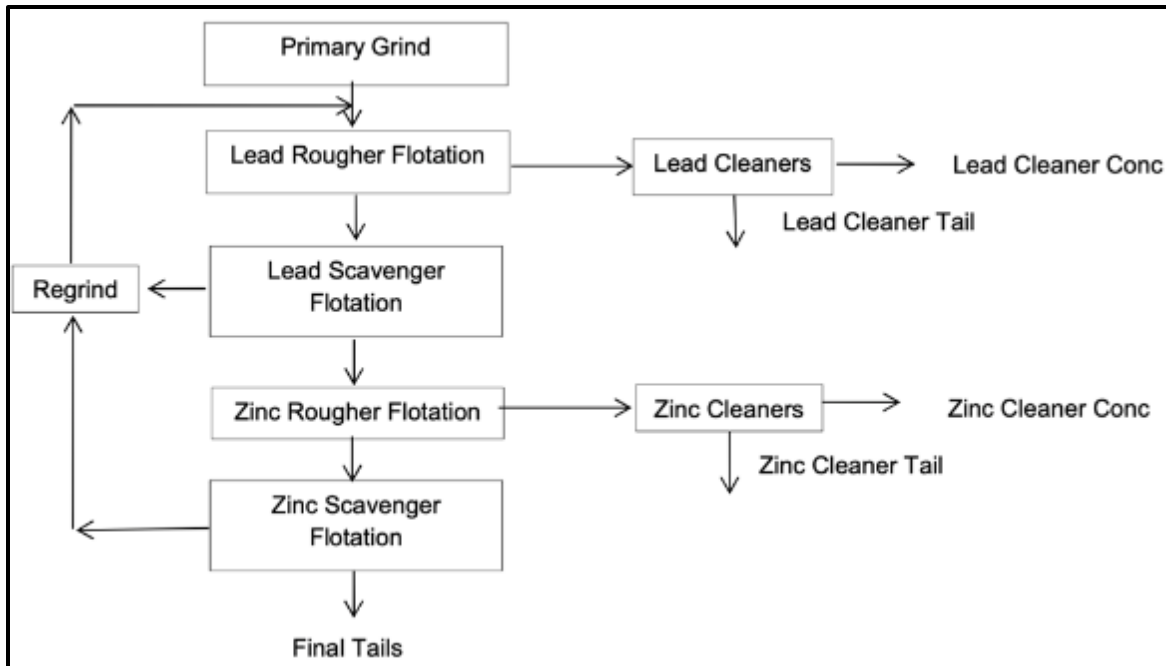 Primary Grind
Lead Rougher Flotation
Lead Cleaners
Lead Cleaner Conc
Lead Cleaner Tail
Lead Scavenger
Flotation
Regrind
Zinc Rougher Flotation
Zinc Cleaners
Zinc Cleaner Conc
Zinc Cleaner Tail
Zinc Scavenger
Flotation
Final Tails